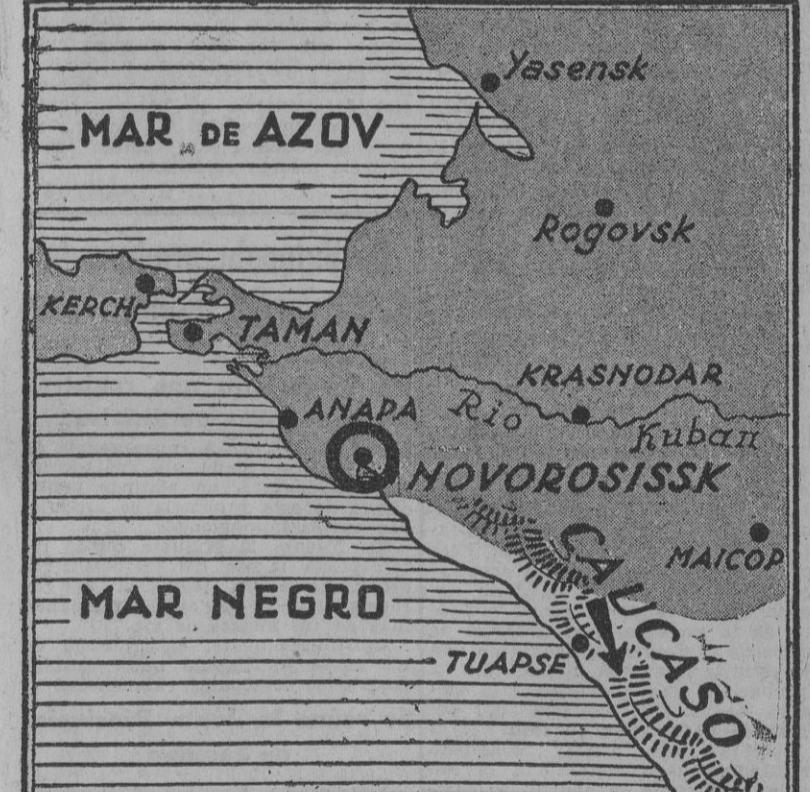 Yasensk
MAR DE AZOV
Rogovsk
KERCH
TAMAN
KRASNODAR
ANAPA
Rio Kuban
NOVOROSISSK
CAUCASO
MAICOP
MAR NEGRO
TUAPSE